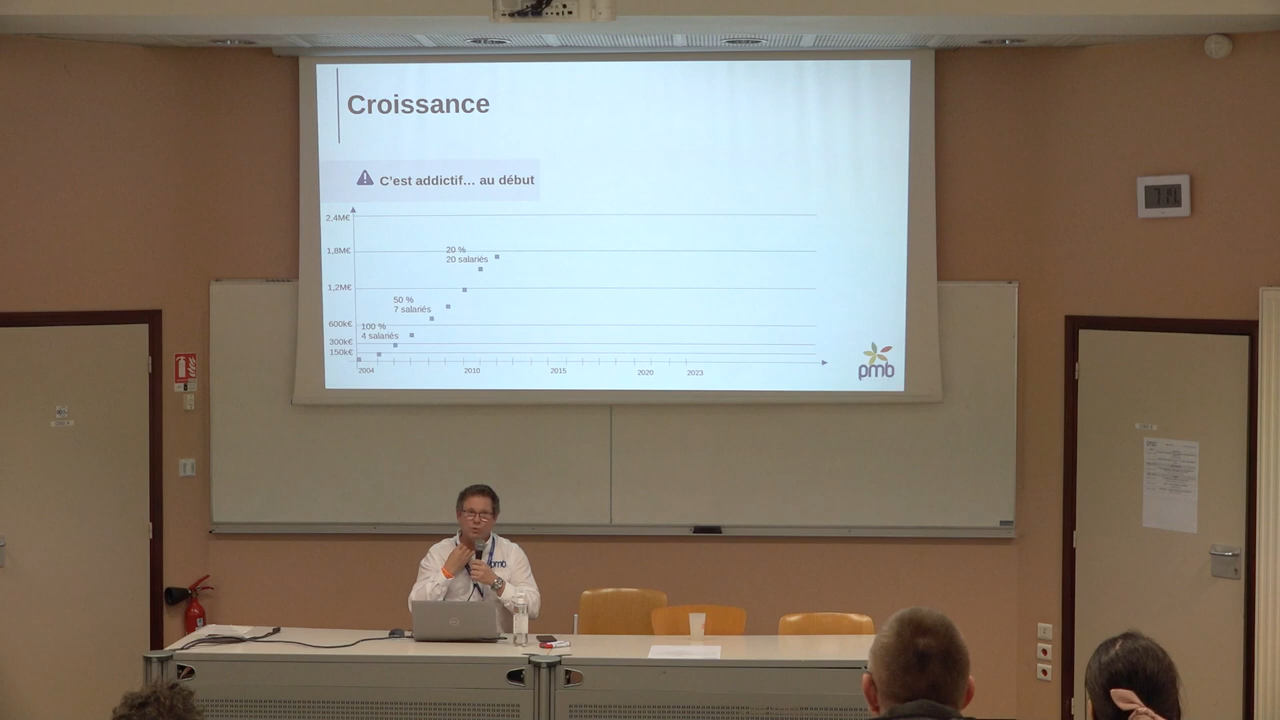 Croissance
C'est addictif… au début
2,4M€
1,8M€
1,2M€
600k€
300k€
150k€
20 %
20 salariés
50 %
7 salariés
100 %
4 salariés
2004
2010
2015
2020
2023
pmb
pmb